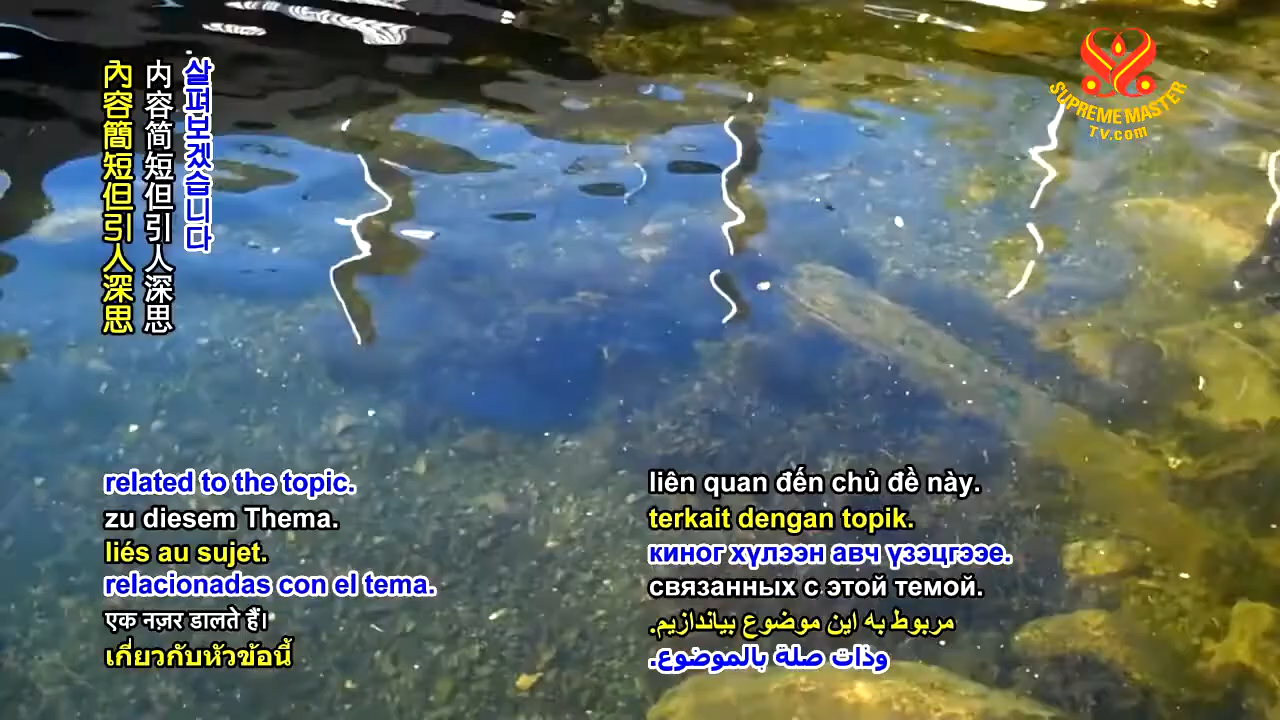 살펴보겠습니다
内容简短但引人深思
內容簡短但引人深思
SUPREME MASTER
TV.com
related to the topic.
zu diesem Thema.
liés au sujet.
relacionadas con el tema.
एक नज़र डालते हैं।
เกี่ยวกับหัวข้อนี้
liên quan đến chủ đề này.
terkait dengan topik.
киног хүлээн авч үзэцгээе.
связанных с этой темой.
مربوط به این موضوع بیاندازیم.
وذات صلة بالموضوع.